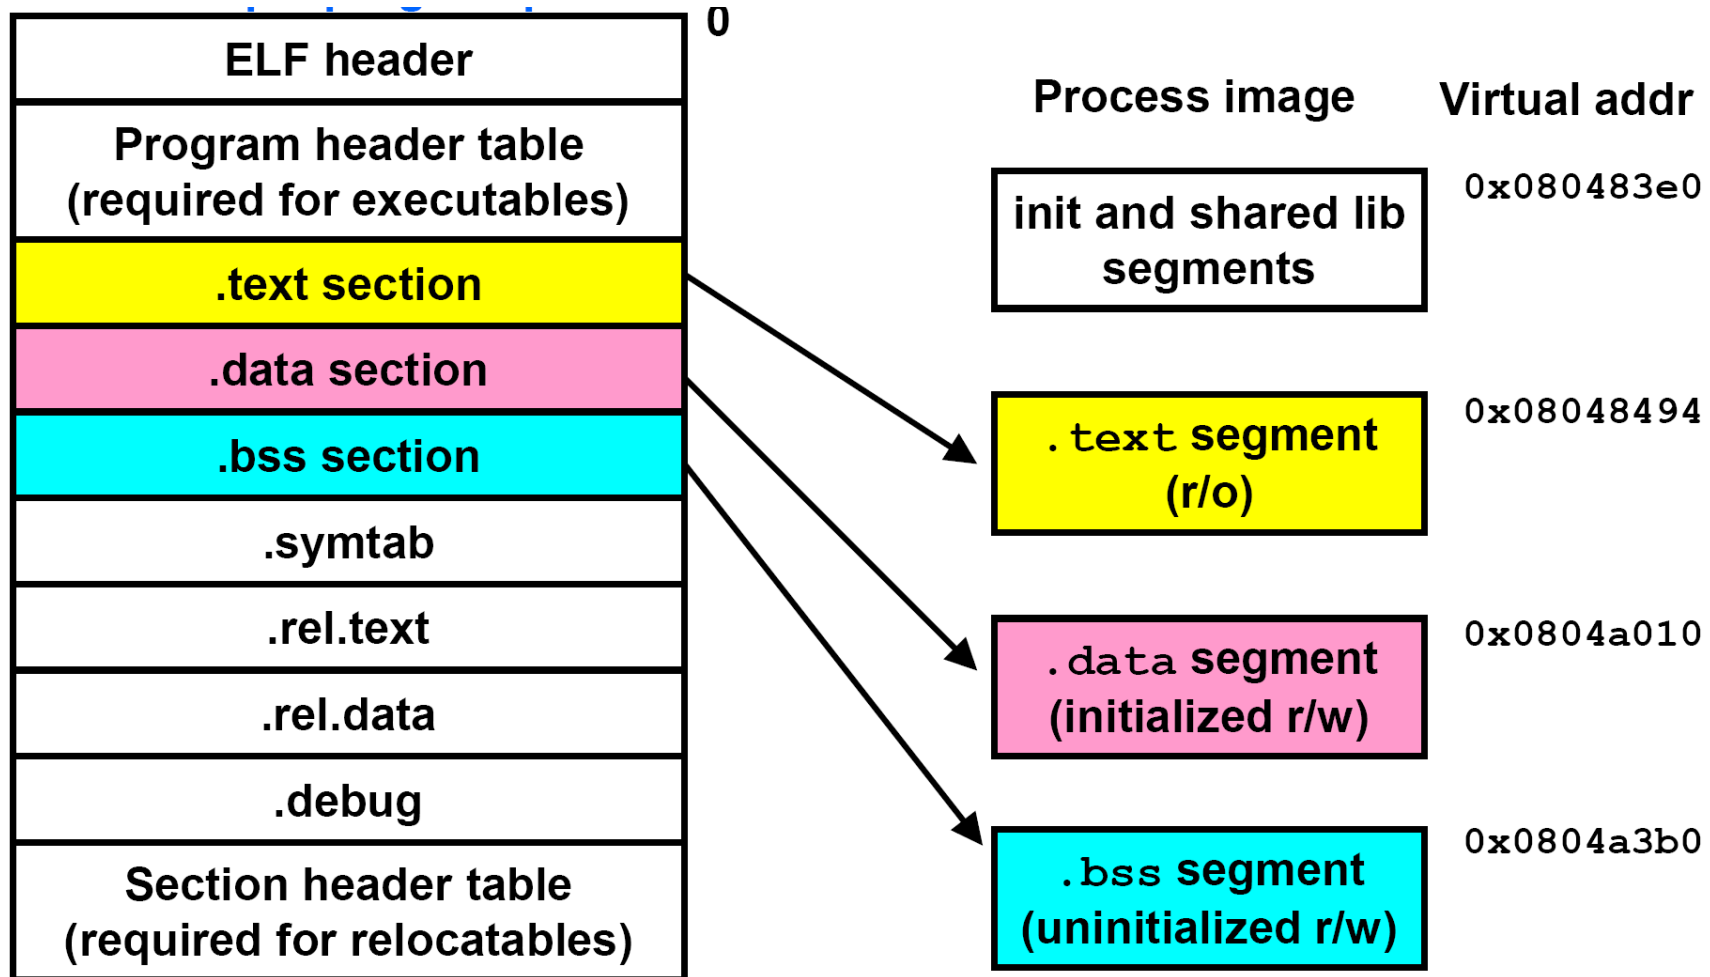 0
ELF header
Program header table
(required for executables)
.text section
.data section
.bss section
.symtab
.rel.text
.rel.data
.debug
Section header table
(required for relocatables)
Process image
Virtual addr
init and shared lib
segments
0x080483e0
.text segment
(r/o)
0x08048494
.data segment
(initialized r/w)
0x0804a010
.bss segment
(uninitialized r/w)
0x0804a3b0